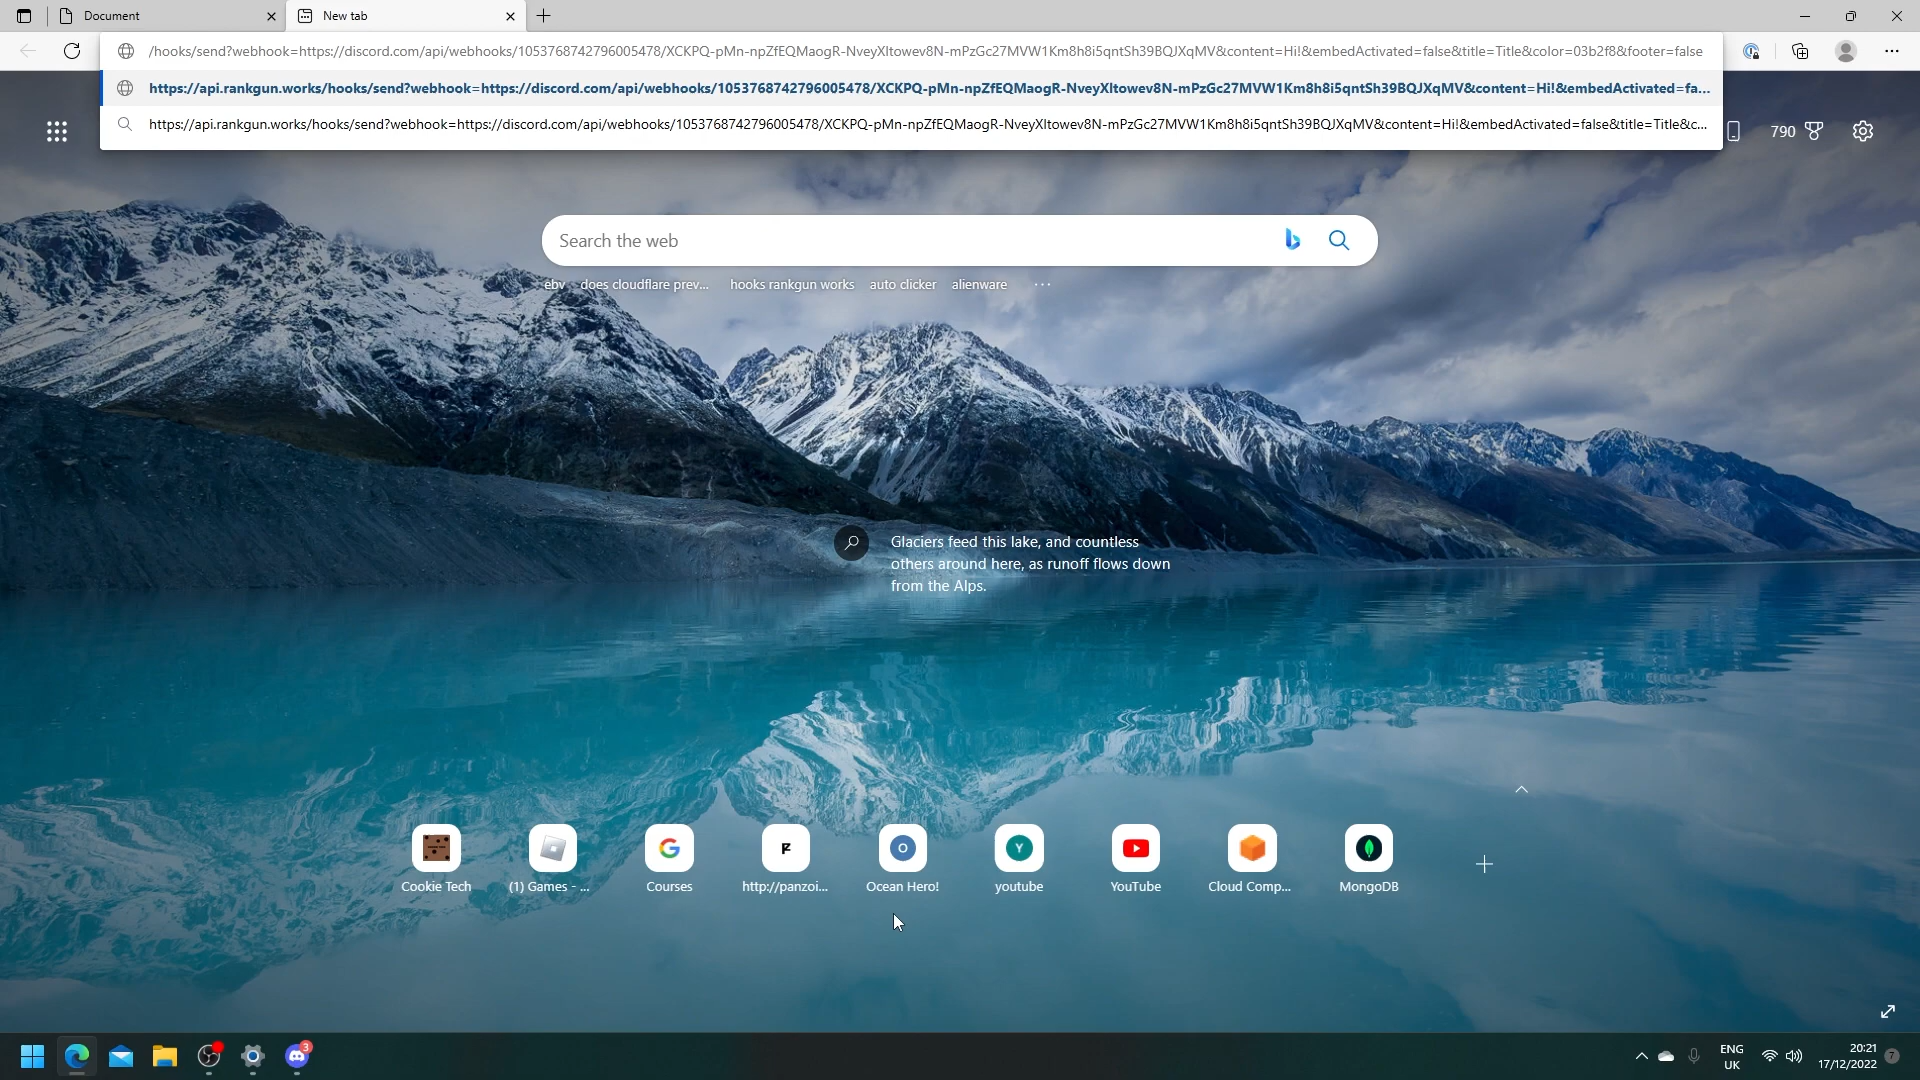 Document
New tab
/hooks/send?webhook=https://discord.com/api/webhooks/1053768742796005478/XCKPQ-pMn-npZfEQMaogR-NveyXltowev8N-mPzGc27MVW1Km8h8i5qntSh39BQJXqMV&content=Hi!&embedActivated=false&title=Title&color=03b2f8&footer=false
https://api.rankgun.works/hooks/send?webhook=https://discord.com/api/webhooks/1053768742796005478/XCKPQ-pMn-npZfEQMaogR-NveyXltowev8N-mPzGc27MVW1Km8h8i5qntSh39BQJXqMV&content=Hi!&embedActivated=fa...
https://api.rankgun.works/hooks/send?webhook=https://discord.com/api/webhooks/1053768742796005478/XCKPQ-pMn-npZfEQMaogR-NveyXltowev8N-mPzGc27MVW1Km8h8i5qntSh39BQJXqMV&content=Hi!&embedActivated=false&title=Title&c...
790
Search the web
ebv does cloudflare prev... hooks rankgun works auto clicker alienware ...
Glaciers feed this lake, and countless
others around here, as runoff flows down
from the Alps.
Cookie Tech
(1) Games - ...
Courses
http://panzoi...
Ocean Hero!
youtube
YouTube
Cloud Comp...
MongoDB
3
ENG
UK
20:21
17/12/2022
7